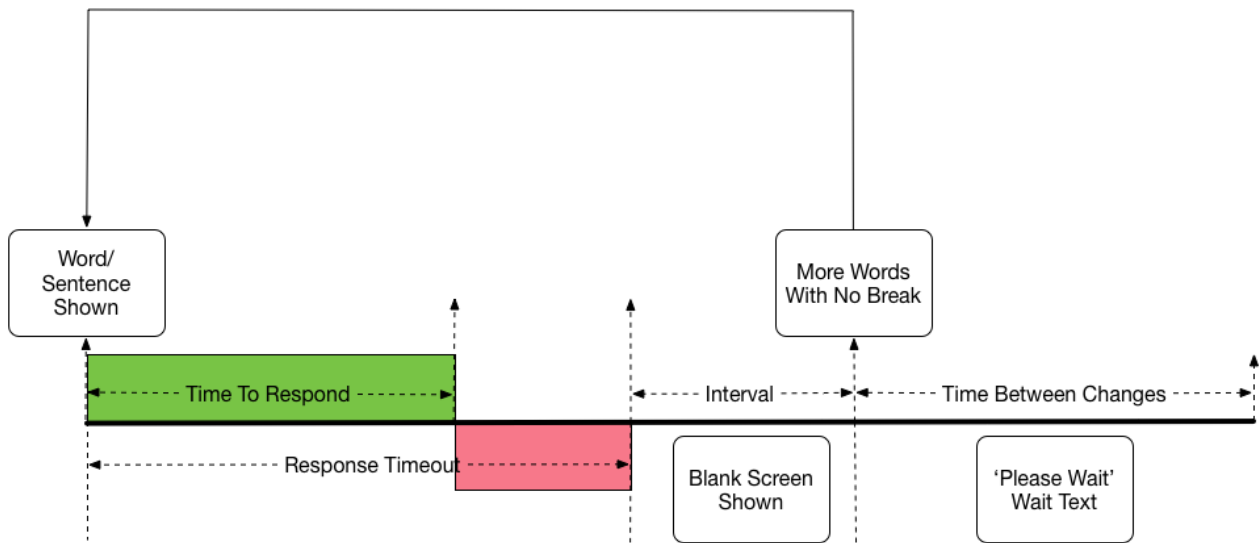 Word/
Sentence
Shown
More Words
With No Break
Time To Respond
Interval
Time Between Changes
Response Timeout
Blank Screen
Shown
‘Please Wait’
Wait Text